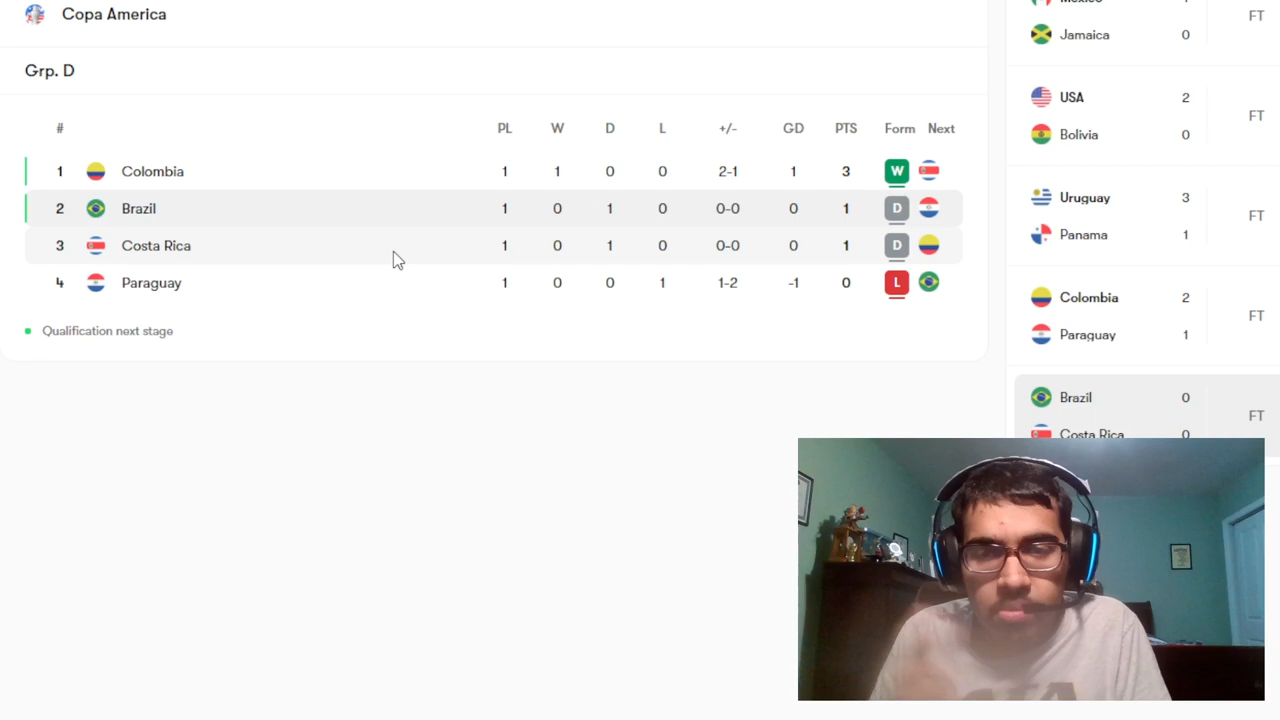 Copa America
Grp. D
# PL W D L +/- GD PTS Form Next
1 Colombia 1 1 0 0 2-1 1 3 W
2 Brazil 1 0 1 0 0-0 0 1 D
3 Costa Rica 1 0 1 0 0-0 0 1 D
4 Paraguay 1 0 0 1 1-2 -1 0 L
Qualification next stage
Mexico
FT
Jamaica 0
USA 2
FT
Bolivia 0
Uruguay 3
FT
Panama 1
Colombia 2
FT
Paraguay 1
Brazil 0
FT
Costa Rica 0